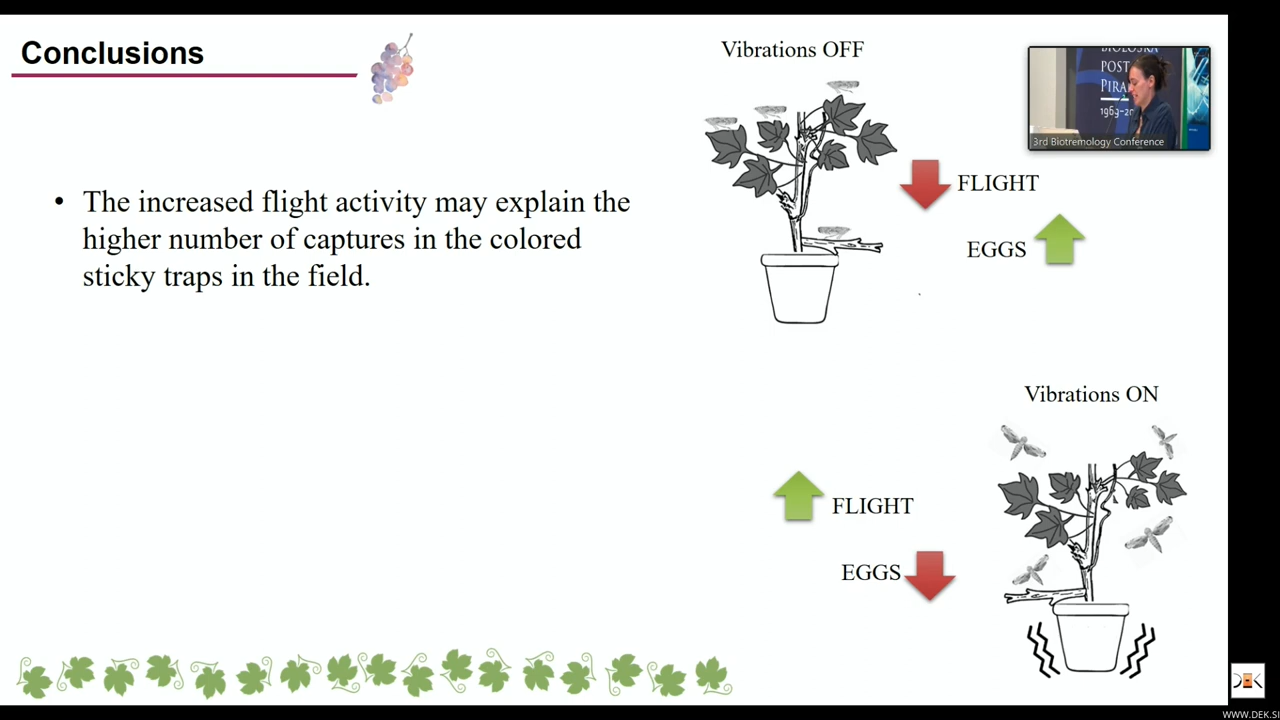 Conclusions
Vibrations OFF
3rd Biotremology Conference
FLIGHT
EGGS
• The increased flight activity may explain the
higher number of captures in the colored
sticky traps in the field.
Vibrations ON
FLIGHT
EGGS
WWW.DEK.SI